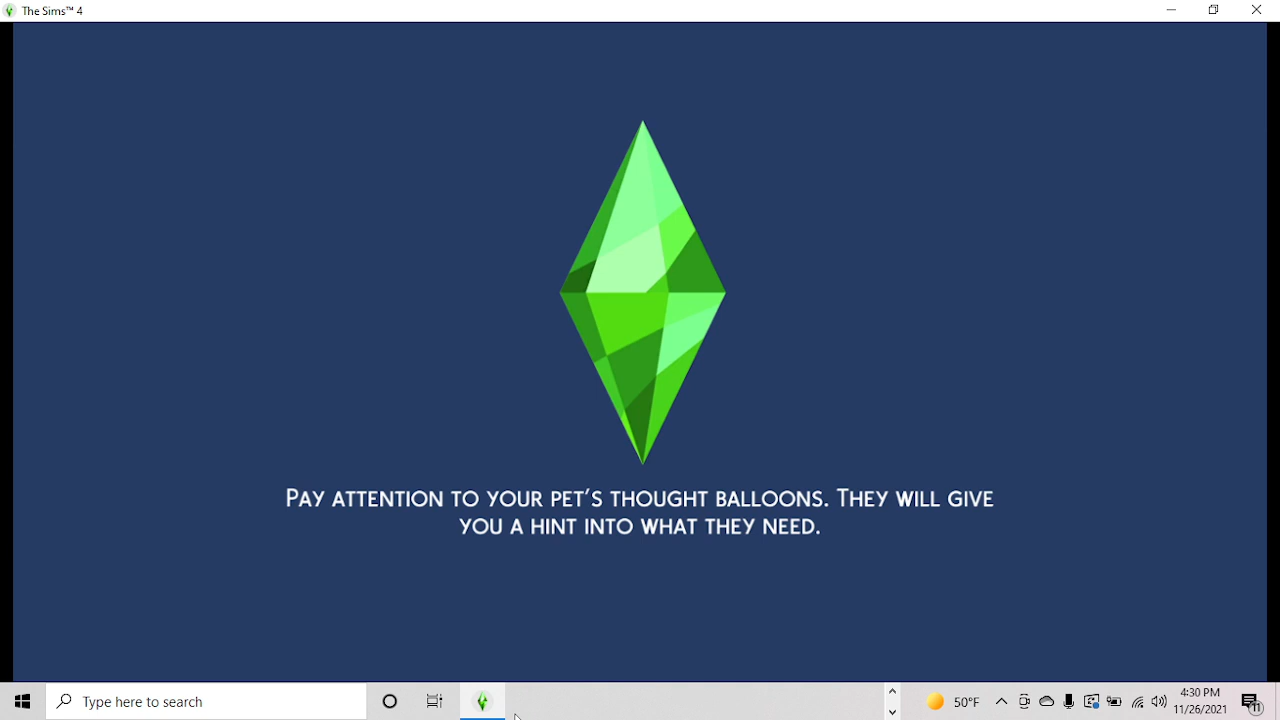 The Sims™ 4
PAY ATTENTION TO YOUR PET'S THOUGHT BALLOONS. THEY WILL GIVE
YOU A HINT INTO WHAT THEY NEED.
Type here to search
50°F
4:30 PM
11/26/2021
11